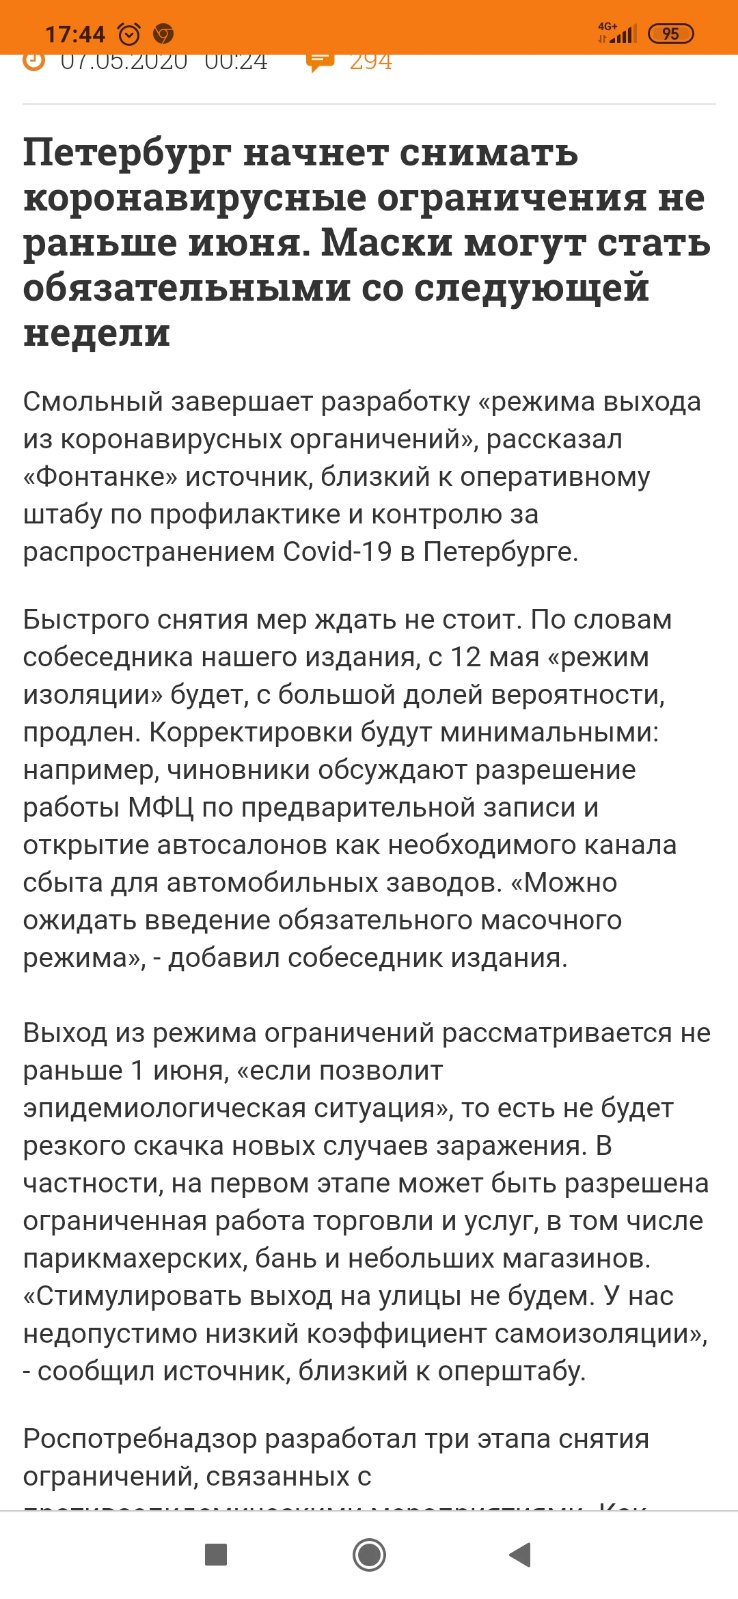 17:44
4G+
95
07.05.2020 00:24
294
Петербург начнет снимать
коронавирусные ограничения не
раньше июня. Маски могут стать
обязательными со следующей
недели
Смольный завершает разработку «режима выхода
из коронавирусных органичений», рассказал
«Фонтанке» источник, близкий к оперативному
штабу по профилактике и контролю за
распространением Covid-19 в Петербурге.
Быстрого снятия мер ждать не стоит. По словам
собеседника нашего издания, с 12 мая «режим
изоляции» будет, с большой долей вероятности,
продлен. Корректировки будут минимальными:
например, чиновники обсуждают разрешение
работы МФЦ по предварительной записи и
открытие автосалонов как необходимого канала
сбыта для автомобильных заводов. «Можно
ожидать введение обязательного масочного
режима», - добавил собеседник издания.
Выход из режима ограничений рассматривается не
раньше 1 июня, «если позволит
эпидемиологическая ситуация», то есть не будет
резкого скачка новых случаев заражения. В
частности, на первом этапе может быть разрешена
ограниченная работа торговли и услуг, в том числе
парикмахерских, бань и небольших магазинов.
«Стимулировать выход на улицы не будем. У нас
недопустимо низкий коэффициент самоизоляции»,
- сообщил источник, близкий к оперштабу.
Роспотребнадзор разработал три этапа снятия
ограничений, связанных с
противоэпидемическими мероприятиями. Как